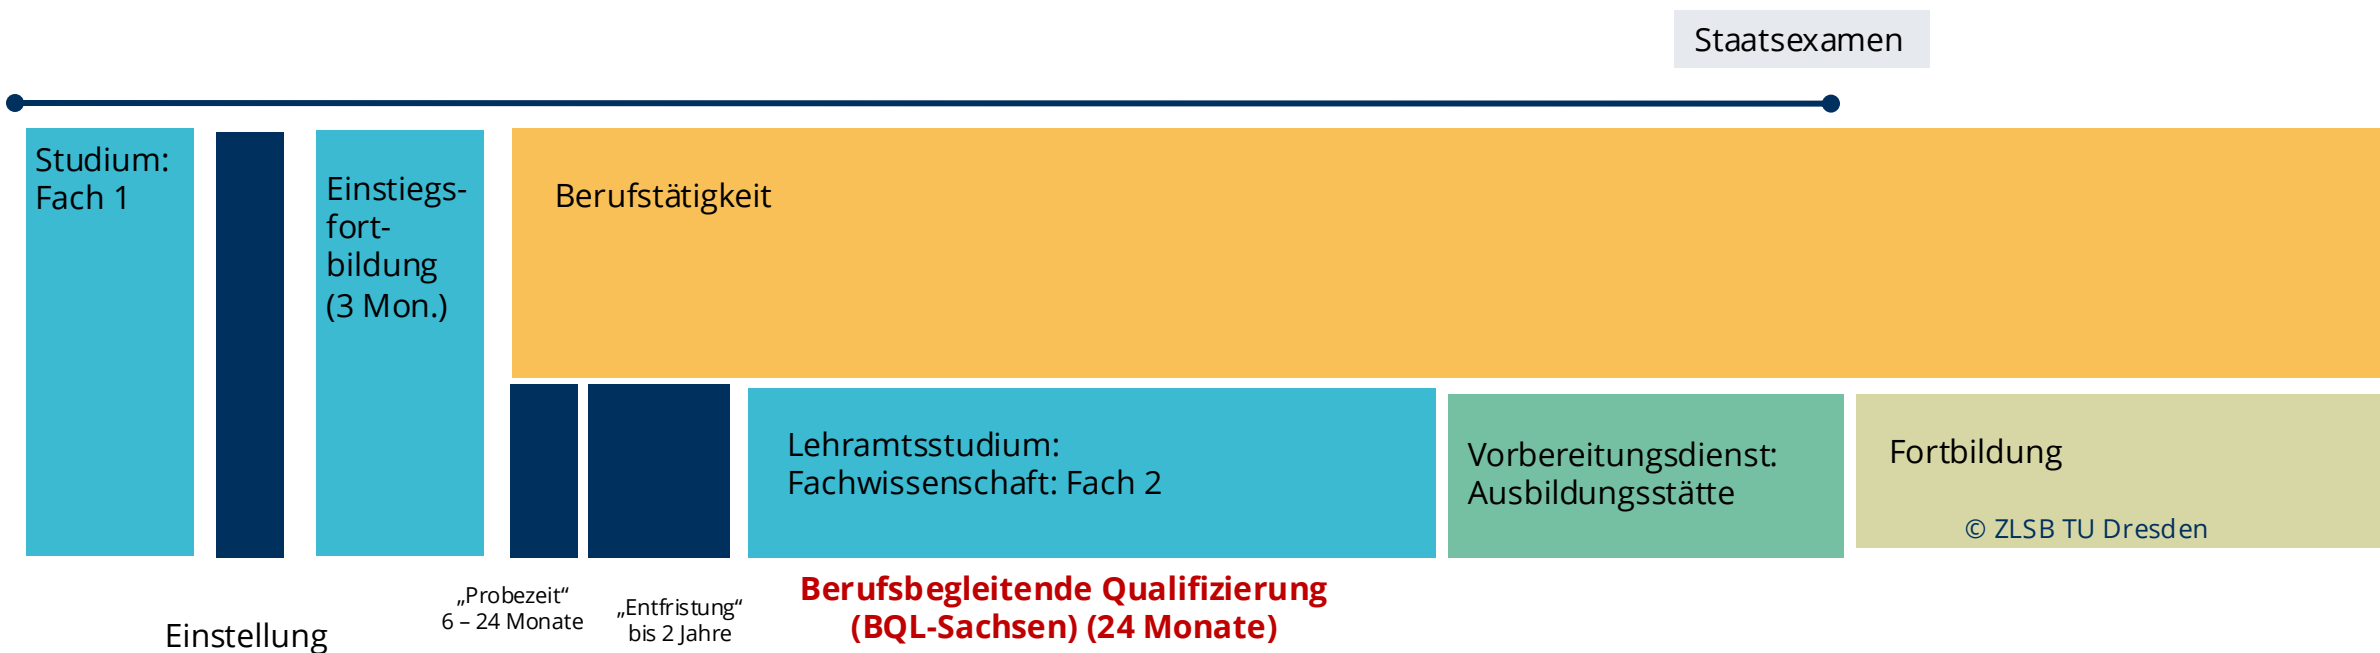 Staatsexamen
Studium:
Fach 1
Einstiegs-
fort-
bildung
(3 Mon.)
Berufstätigkeit
Lehramtsstudium:
Fachwissenschaft: Fach 2
Vorbereitungsdienst:
Ausbildungsstätte
Fortbildung
© ZLSB TU Dresden
Einstellung
„Probezeit“
6 – 24 Monate
„Entfristung“
bis 2 Jahre
Berufsbegleitende Qualifizierung
(BQL-Sachsen) (24 Monate)